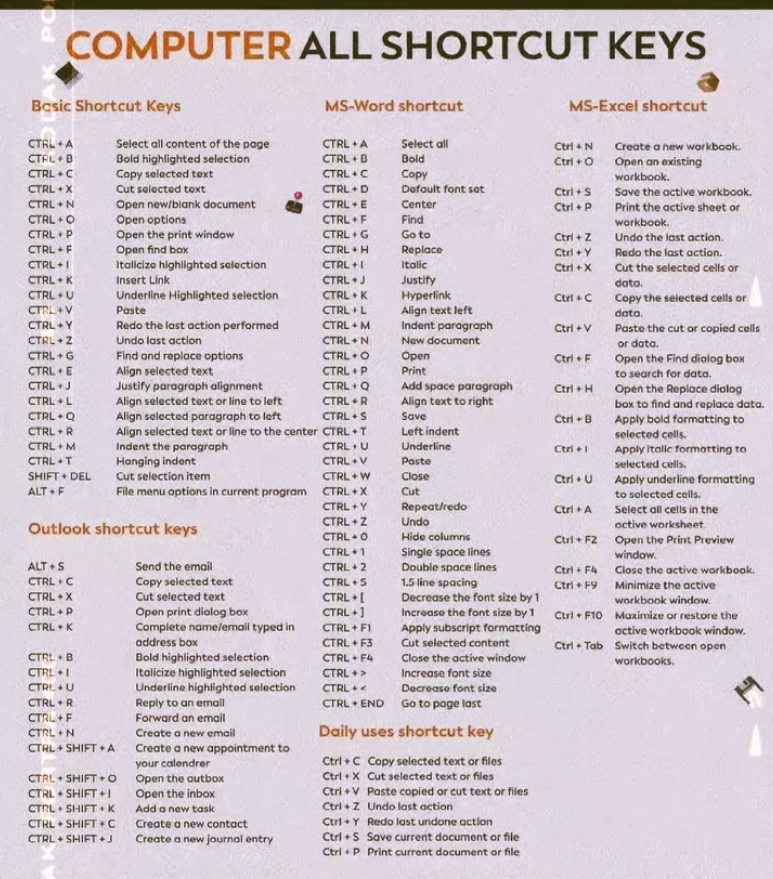 COMPUTER ALL SHORTCUT KEYS
Basic Shortcut Keys
CTRL + A Select all content of the page
CTRL + B Bold highlighted selection
CTRL + C Copy selected text
CTRL + X Cut selected text
CTRL + N Open new/blank document
CTRL + O Open options
CTRL + P Open the print window
CTRL + F Open find box
CTRL + I Italicize highlighted selection
CTRL + K Insert Link
CTRL + U Underline Highlighted selection
CTRL + V Paste
CTRL + Y Redo the last action performed
CTRL + Z Undo last action
CTRL + G Find and replace options
CTRL + E Align selected text
CTRL + J Justify paragraph alignment
CTRL + L Align selected text or line to left
CTRL + Q Align selected paragraph to left
CTRL + R Align selected text or line to the center
CTRL + M Indent the paragraph
CTRL + T Hanging indent
SHIFT + DEL Cut selection item
ALT + F File menu options in current program
Outlook shortcut keys
ALT + S Send the email
CTRL + C Copy selected text
CTRL + X Cut selected text
CTRL + P Open print dialog box
CTRL + K Complete name/email typed in
address box
CTRL + B Bold highlighted selection
CTRL + I Italicize highlighted selection
CTRL + U Underline highlighted selection
CTRL + R Reply to an email
CTRL + F Forward an email
CTRL + N Create a new email
CTRL + SHIFT + A Create a new appointment to
your calendrer
CTRL + SHIFT + O Open the outbox
CTRL + SHIFT + I Open the inbox
CTRL + SHIFT + K Add a new task
CTRL + SHIFT + C Create a new contact
CTRL + SHIFT + J Create a new journal entry
MS-Word shortcut
CTRL + A Select all
CTRL + B Bold
CTRL + C Copy
CTRL + D Default font set
CTRL + E Center
CTRL + F Find
CTRL + G Go to
CTRL + H Replace
CTRL + I Italic
CTRL + J Justify
CTRL + K Hyperlink
CTRL + L Align text left
CTRL + M Indent paragraph
CTRL + N New document
CTRL + O Open
CTRL + P Print
CTRL + Q Add space paragraph
CTRL + R Align text to right
CTRL + S Save
CTRL + T Left indent
CTRL + U Underline
CTRL + V Paste
CTRL + W Close
CTRL + X Cut
CTRL + Y Repeat/redo
CTRL + Z Undo
CTRL + 0 Hide columns
CTRL + 1 Single space lines
CTRL + 2 Double space lines
CTRL + 5 1.5 line spacing
CTRL + [ Decrease the font size by 1
CTRL + ] Increase the font size by 1
CTRL + F1 Apply subscript formatting
CTRL + F3 Cut selected content
CTRL + F4 Close the active window
CTRL + > Increase font size
CTRL + < Decrease font size
CTRL + END Go to page last
Daily uses shortcut key
Ctrl + C Copy selected text or files
Ctrl + X Cut selected text or files
Ctrl + V Paste copied or cut text or files
Ctrl + Z Undo last action
Ctrl + Y Redo last undone action
Ctrl + S Save current document or file
Ctrl + P Print current document or file
MS-Excel shortcut
Ctrl + N Create a new workbook.
Ctrl + O Open an existing
workbook.
Ctrl + S Save the active workbook.
Ctrl + P Print the active sheet or
workbook.
Ctrl + Z Undo the last action.
Ctrl + Y Redo the last action.
Ctrl + X Cut the selected cells or
data.
Ctrl + C Copy the selected cells or
data.
Ctrl + V Paste the cut or copied cells
or data.
Ctrl + F Open the Find dialog box
to search for data.
Ctrl + H Open the Replace dialog
box to find and replace data.
Ctrl + B Apply bold formatting to
selected cells.
Ctrl + I Apply italic formatting to
selected cells.
Ctrl + U Apply underline formatting
to selected cells.
Ctrl + A Select all cells in the
active worksheet.
Ctrl + F2 Open the Print Preview
window.
Ctrl + F4 Close the active workbook.
Ctrl + F9 Minimize the active
workbook window.
Ctrl + F10 Maximize or restore the
active workbook window.
Ctrl + Tab Switch between open
workbooks.